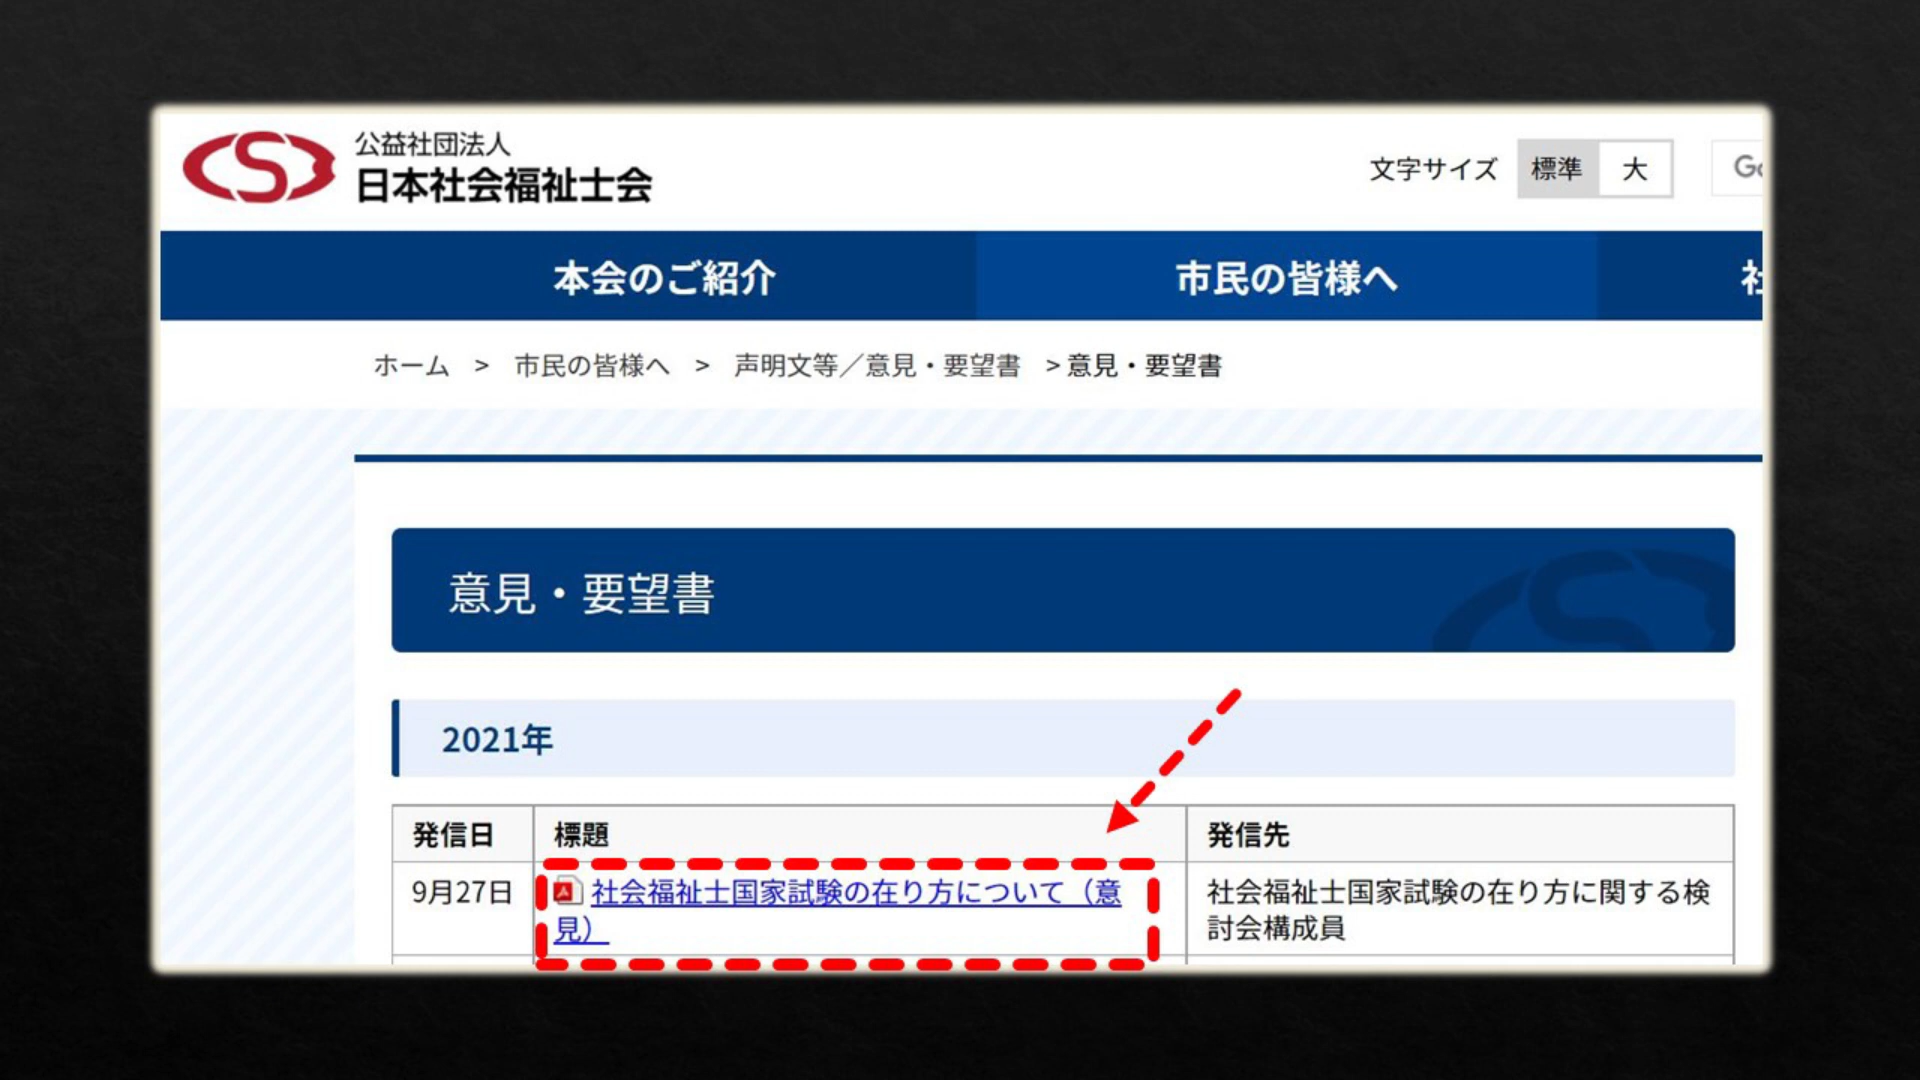 公益社団法人
日本社会福祉士会
文字サイズ 標準 大
本会のご紹介 市民の皆様へ
ホーム > 市民の皆様へ > 声明文等／意見・要望書 > 意見・要望書
意見・要望書
2021年
発信日 標題 発信先
9月27日 社会福祉士国家試験の在り方について（意見） 社会福祉士国家試験の在り方に関する検討会構成員